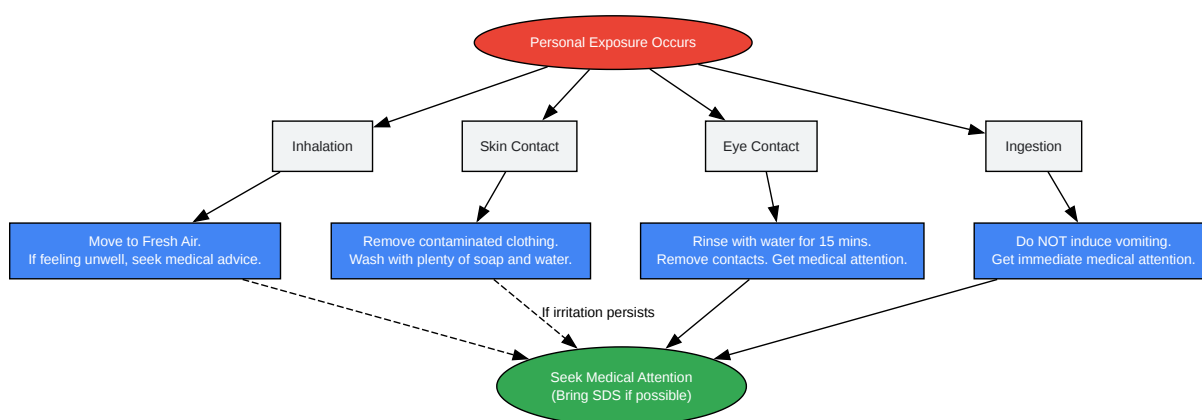 Personal Exposure Occurs
Inhalation
Skin Contact
Eye Contact
Ingestion
Move to Fresh Air.
If feeling unwell, seek medical advice.
Remove contaminated clothing.
Wash with plenty of soap and water.
Rinse with water for 15 mins.
Remove contacts. Get medical attention.
Do NOT induce vomiting.
Get immediate medical attention.
If irritation persists
Seek Medical Attention
(Bring SDS if possible)